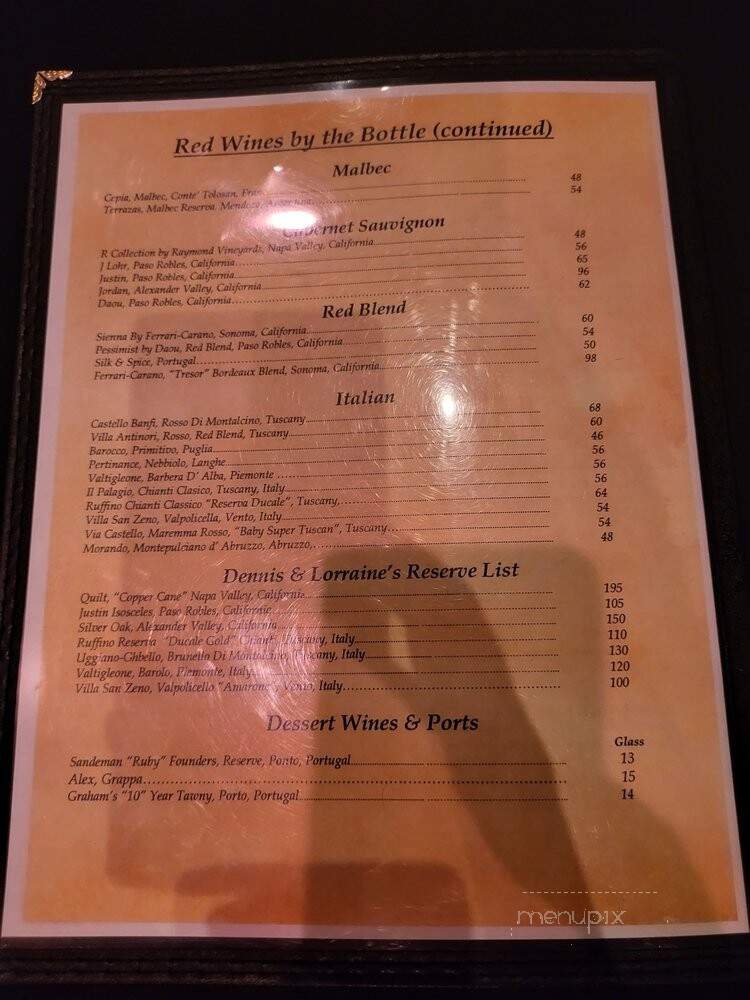 Red Wines by the Bottle (continued)
Malbec
Cepia, Malbec, Conte' Tolosan, 48
Terrazas, Malbec Reserva, Mendoza, Argentina 54
Cabernet Sauvignon
R Collection by Raymond Vineyards, Napa Valley, California 48
J Lohr, Paso Robles, California 56
Justin, Paso Robles, California 65
Jordan, Alexander Valley, California 96
Daou, Paso Robles, California 62
Red Blend
Sienna By Ferrari-Carano, Sonoma, California 60
Pessimist by Daou, Red Blend, Paso Robles, California 54
Silk & Spice, Portugal 50
Ferrari-Carano, "Tresor" Bordeaux Blend, Sonoma, California 98
Italian
Castello Banfi, Rosso Di Montalcino, Tuscany 68
Villa Antinori, Rosso, Red Blend, Tuscany 60
Barocco, Primitivo, Puglia 46
Pertinance, Nebbiolo, Langhe 56
Valtigleone, Barbera D' Alba, Piemonte 56
Il Palagio, Chianti Clasico, Tuscany, Italy 56
Ruffino Chianti Classico "Reserva Ducale", Tuscany, 64
Villa San Zeno, Valpolicella, Vento, Italy 54
Via Castello, Maremma Rosso, "Baby Super Tuscan", Tuscany 54
Morando, Montepulciano d' Abruzzo, Abruzzo, 48
Dennis & Lorraine's Reserve List
Quilt, "Copper Cane" Napa Valley, California 195
Justin Isosceles, Paso Robles, California 105
Silver Oak, Alexander Valley, California 150
Ruffino Reserva "Ducale Gold" Chianti, Tuscany, Italy 110
Uggiano-Ghbello, Brunello Di Montalcino, Tuscany, Italy 130
Valtigleone, Barolo, Piemonte, Italy 120
Villa San Zeno, Valpolicello "Amarone", Vento, Italy 100
Dessert Wines & Ports
Glass
Sandeman "Ruby" Founders, Reserve, Ponto, Portugal 13
Alex, Grappa 15
Graham's "10" Year Tawny, Porto, Portugal 14
menupix